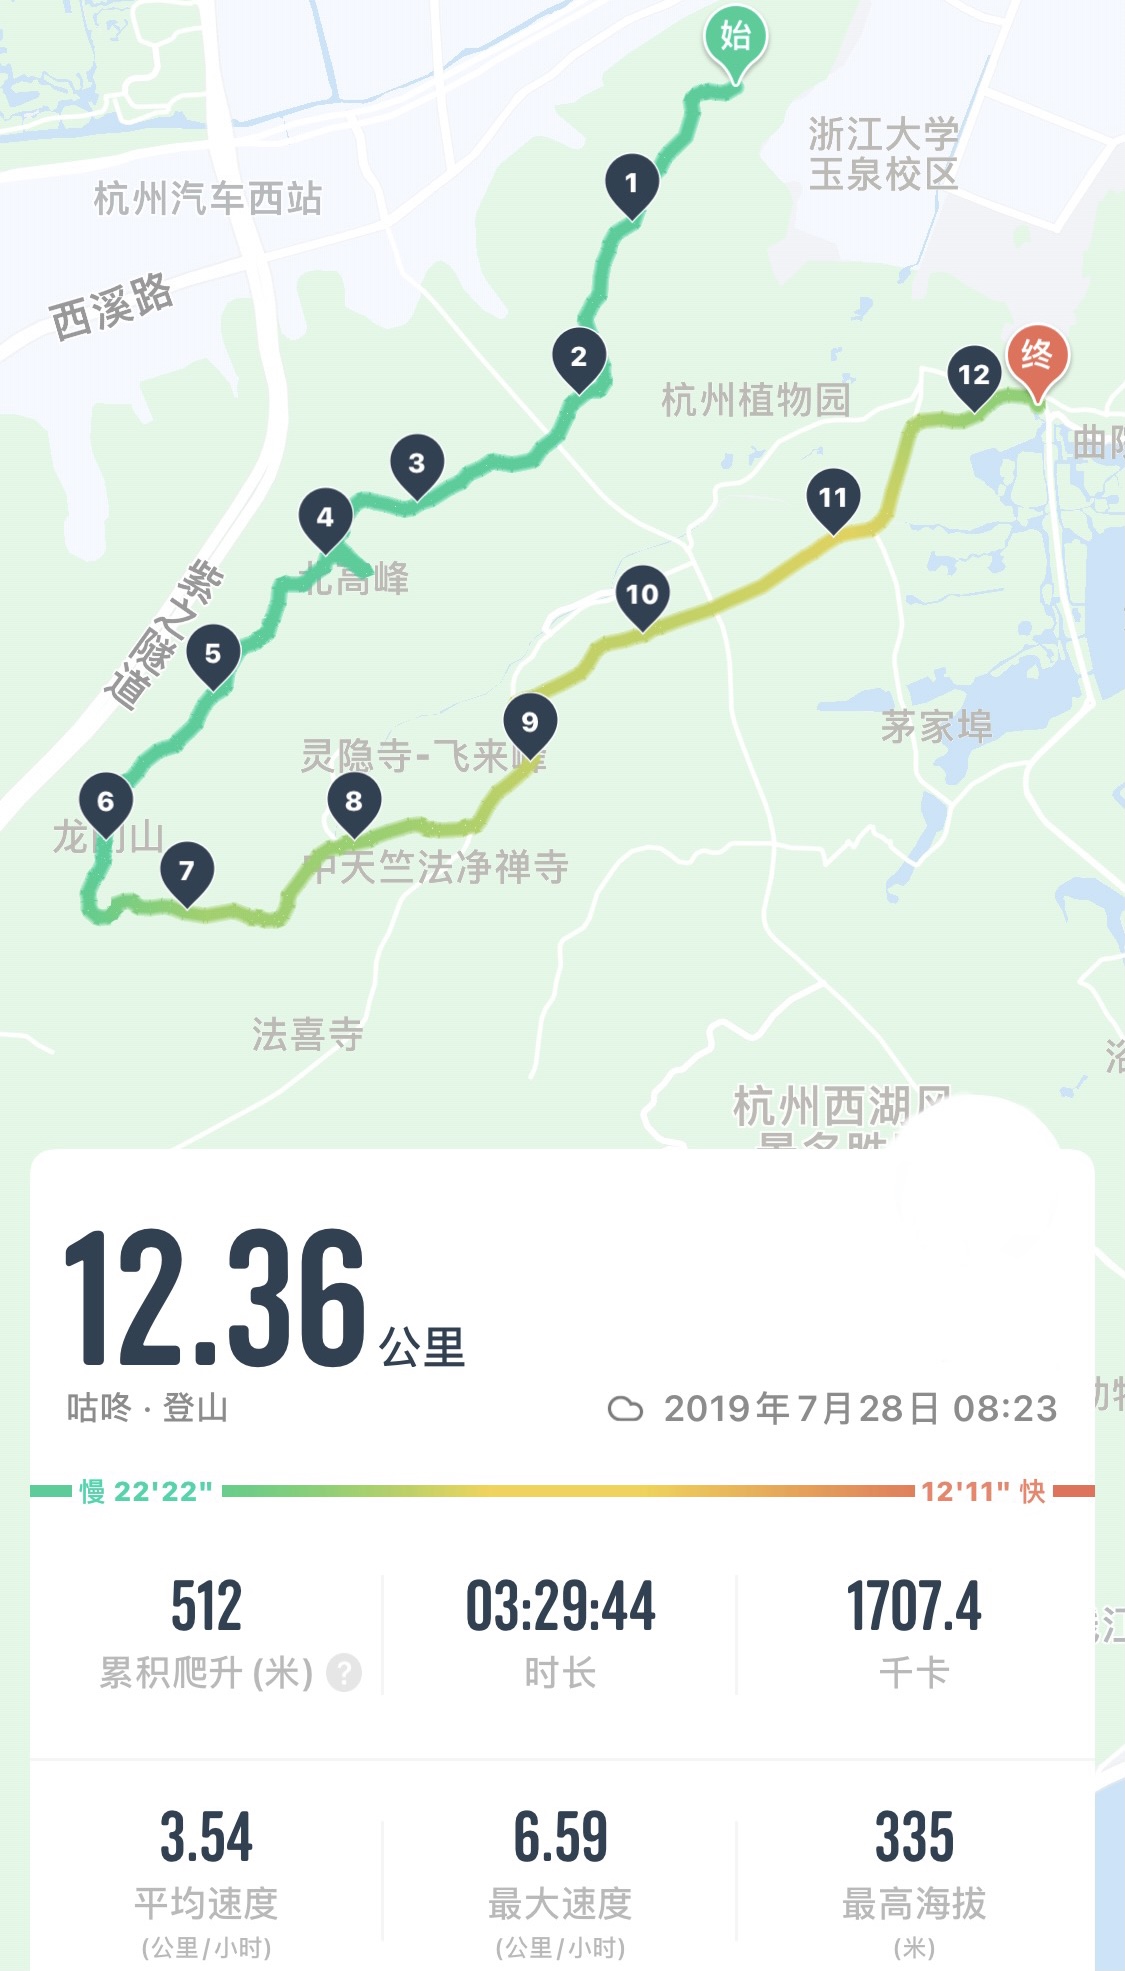 始
浙江大学
玉泉校区
1
杭州汽车西站
西溪路
2
终
12
杭州植物园
曲院
3
11
4
北高峰
紫之隧道
10
5
9
茅家埠
灵隐寺-飞来峰
6
8
龙门山
7
中天竺法净禅寺
法喜寺
杭州西湖风
景名胜
12.36 公里
咕咚 · 登山
2019年7月28日 08:23
慢 22'22"
12'11" 快
512
03:29:44
1707.4
累积爬升(米) ?
时长
千卡
3.54
6.59
335
平均速度
最大速度
最高海拔
(公里/小时)
(公里/小时)
(米)